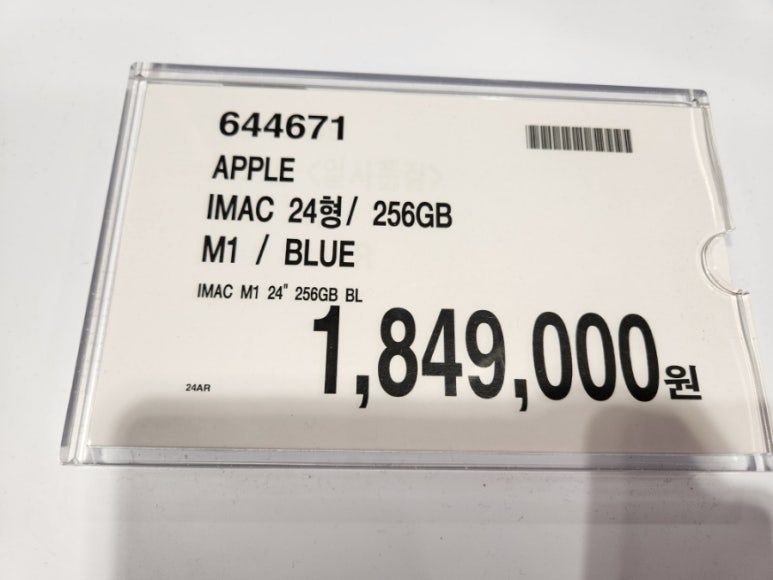 644671
APPLE
IMAC 24형/ 256GB
M1 / BLUE
IMAC M1 24" 256GB BL
1,849,000원
24AR